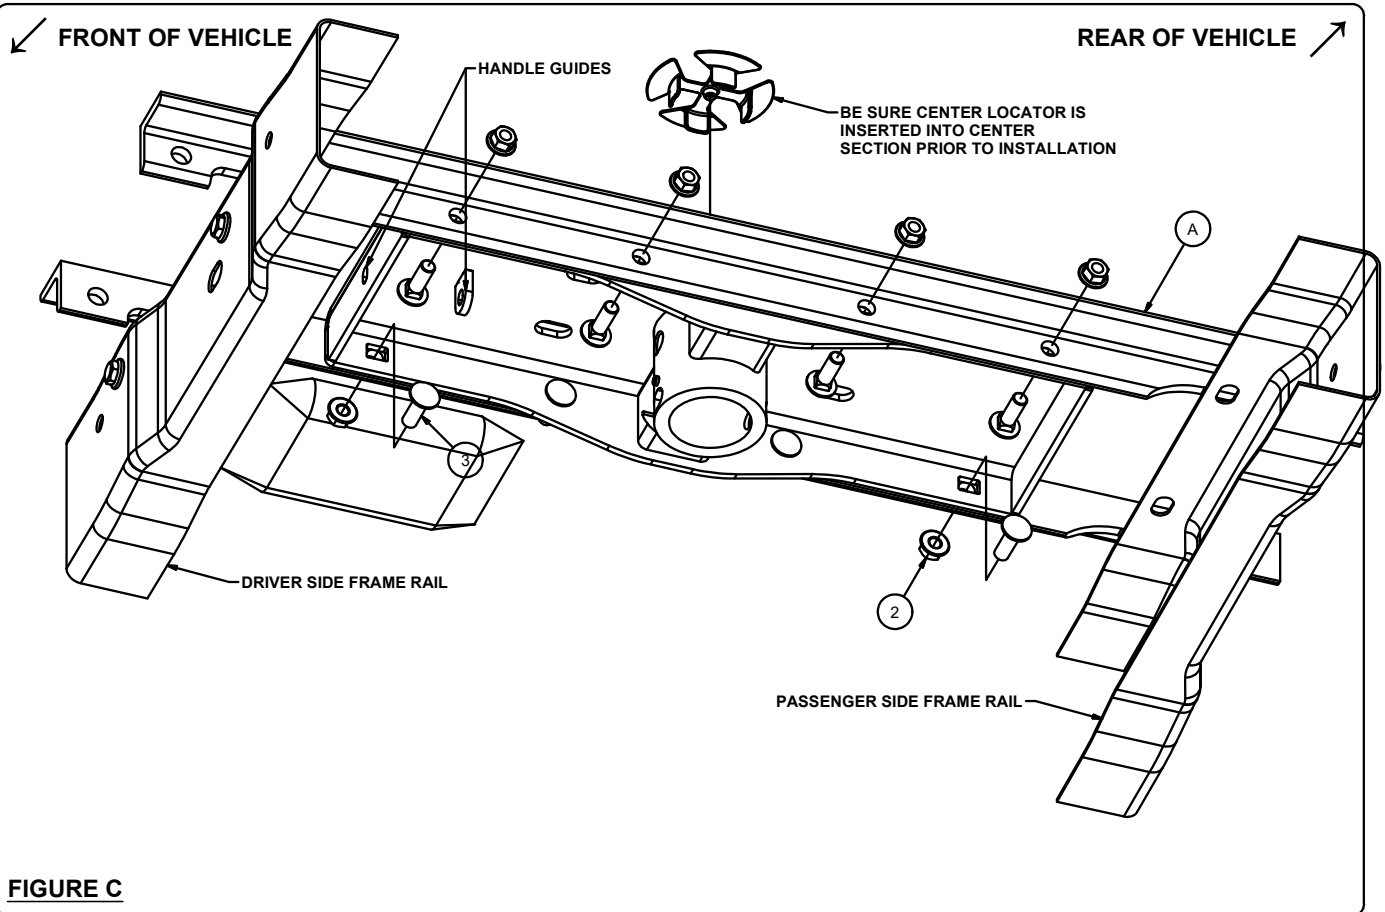 FRONT OF VEHICLE
REAR OF VEHICLE
HANDLE GUIDES
BE SURE CENTER LOCATOR IS
INSERTED INTO CENTER
SECTION PRIOR TO INSTALLATION
A
3
DRIVER SIDE FRAME RAIL
2
PASSENGER SIDE FRAME RAIL
FIGURE C